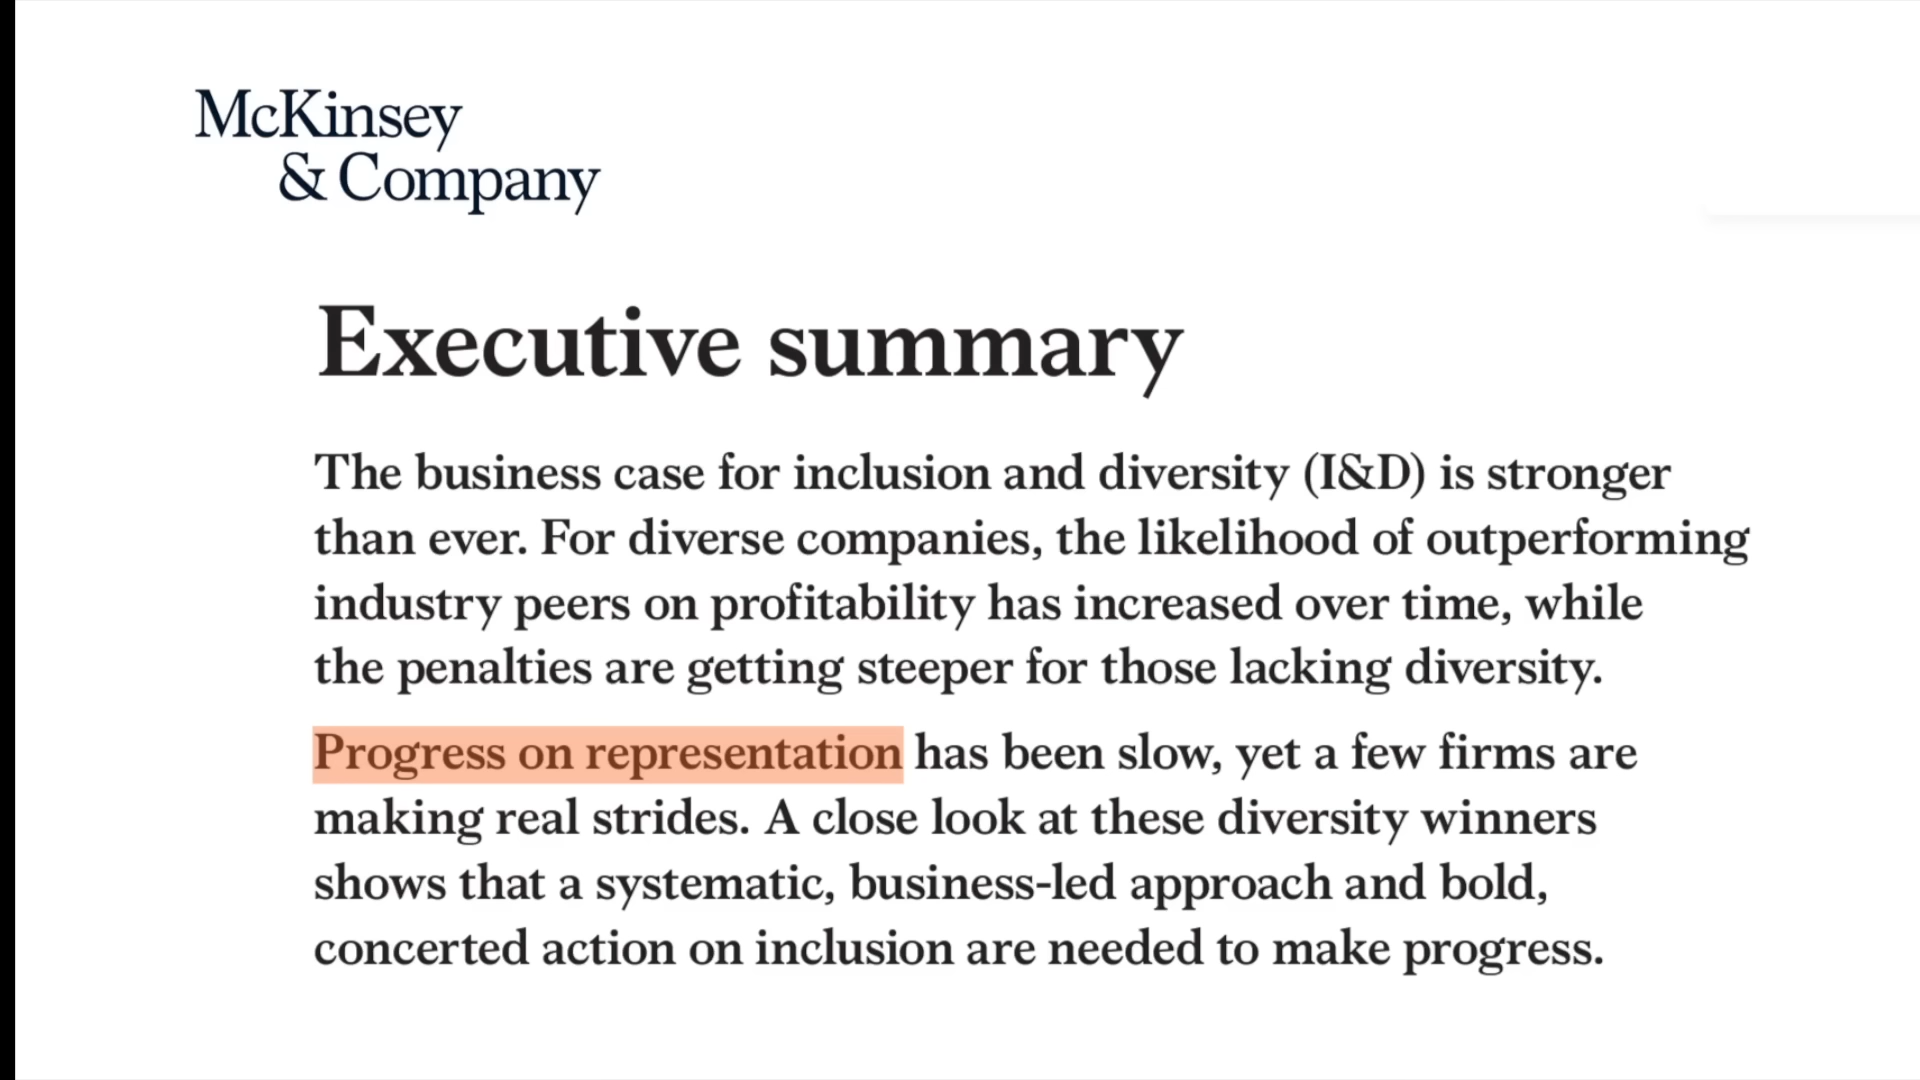 McKinsey
& Company
Executive summary
The business case for inclusion and diversity (I&D) is stronger
than ever. For diverse companies, the likelihood of outperforming
industry peers on profitability has increased over time, while
the penalties are getting steeper for those lacking diversity.
Progress on representation has been slow, yet a few firms are
making real strides. A close look at these diversity winners
shows that a systematic, business-led approach and bold,
concerted action on inclusion are needed to make progress.